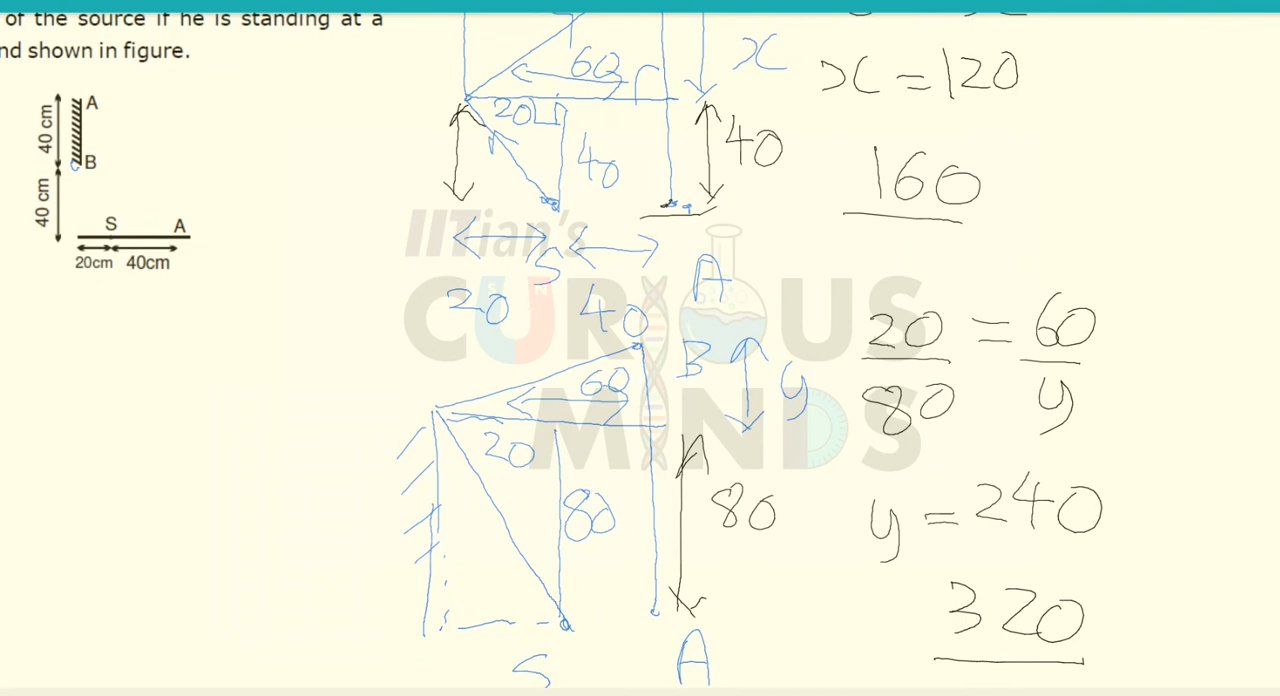 of the source if he is standing at a
nd shown in figure.
40 cm
A
B
40 cm
S A
20cm 40cm
60
x
20
40
40
S
A
20
40
x = 120
160
IITian's
CURIOUS
MINDS
S N
B
60
y
20
80
80
S
A
20/80 = 60/y
y = 240
320